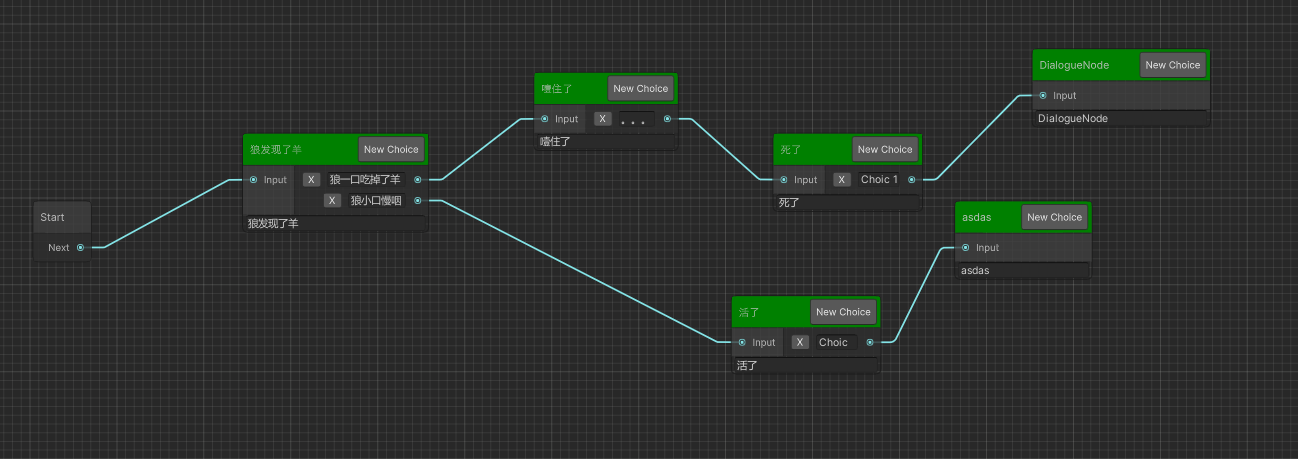 Start
Next
狼发现了羊
New Choice
Input
X
狼一口吃掉了羊
X
狼小口慢咽
狼发现了羊
噎住了
New Choice
Input
X
...
噎住了
死了
New Choice
Input
X
Choic 1
死了
DialogueNode
New Choice
Input
DialogueNode
活了
New Choice
Input
X
Choic
活了
asdas
New Choice
Input
asdas